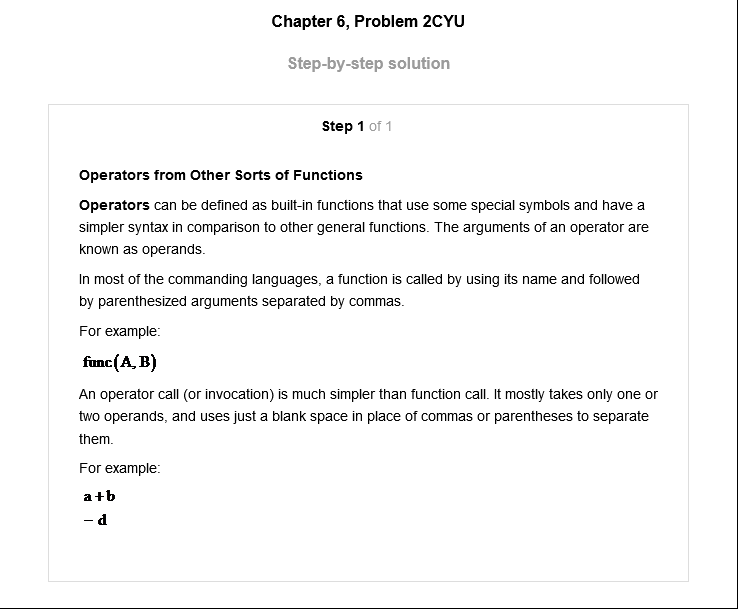 Chapter 6, Problem 2CYU
Step-by-step solution
Step 1 of 1
Operators from Other Sorts of Functions
Operators can be defined as built-in functions that use some special symbols and have a
simpler syntax in comparison to other general functions. The arguments of an operator are
known as operands.
In most of the commanding languages, a function is called by using its name and followed
by parenthesized arguments separated by commas.
For example:
func(A, B)
An operator call (or invocation) is much simpler than function call. It mostly takes only one or
two operands, and uses just a blank space in place of commas or parentheses to separate
them.
For example:
a+b
− d